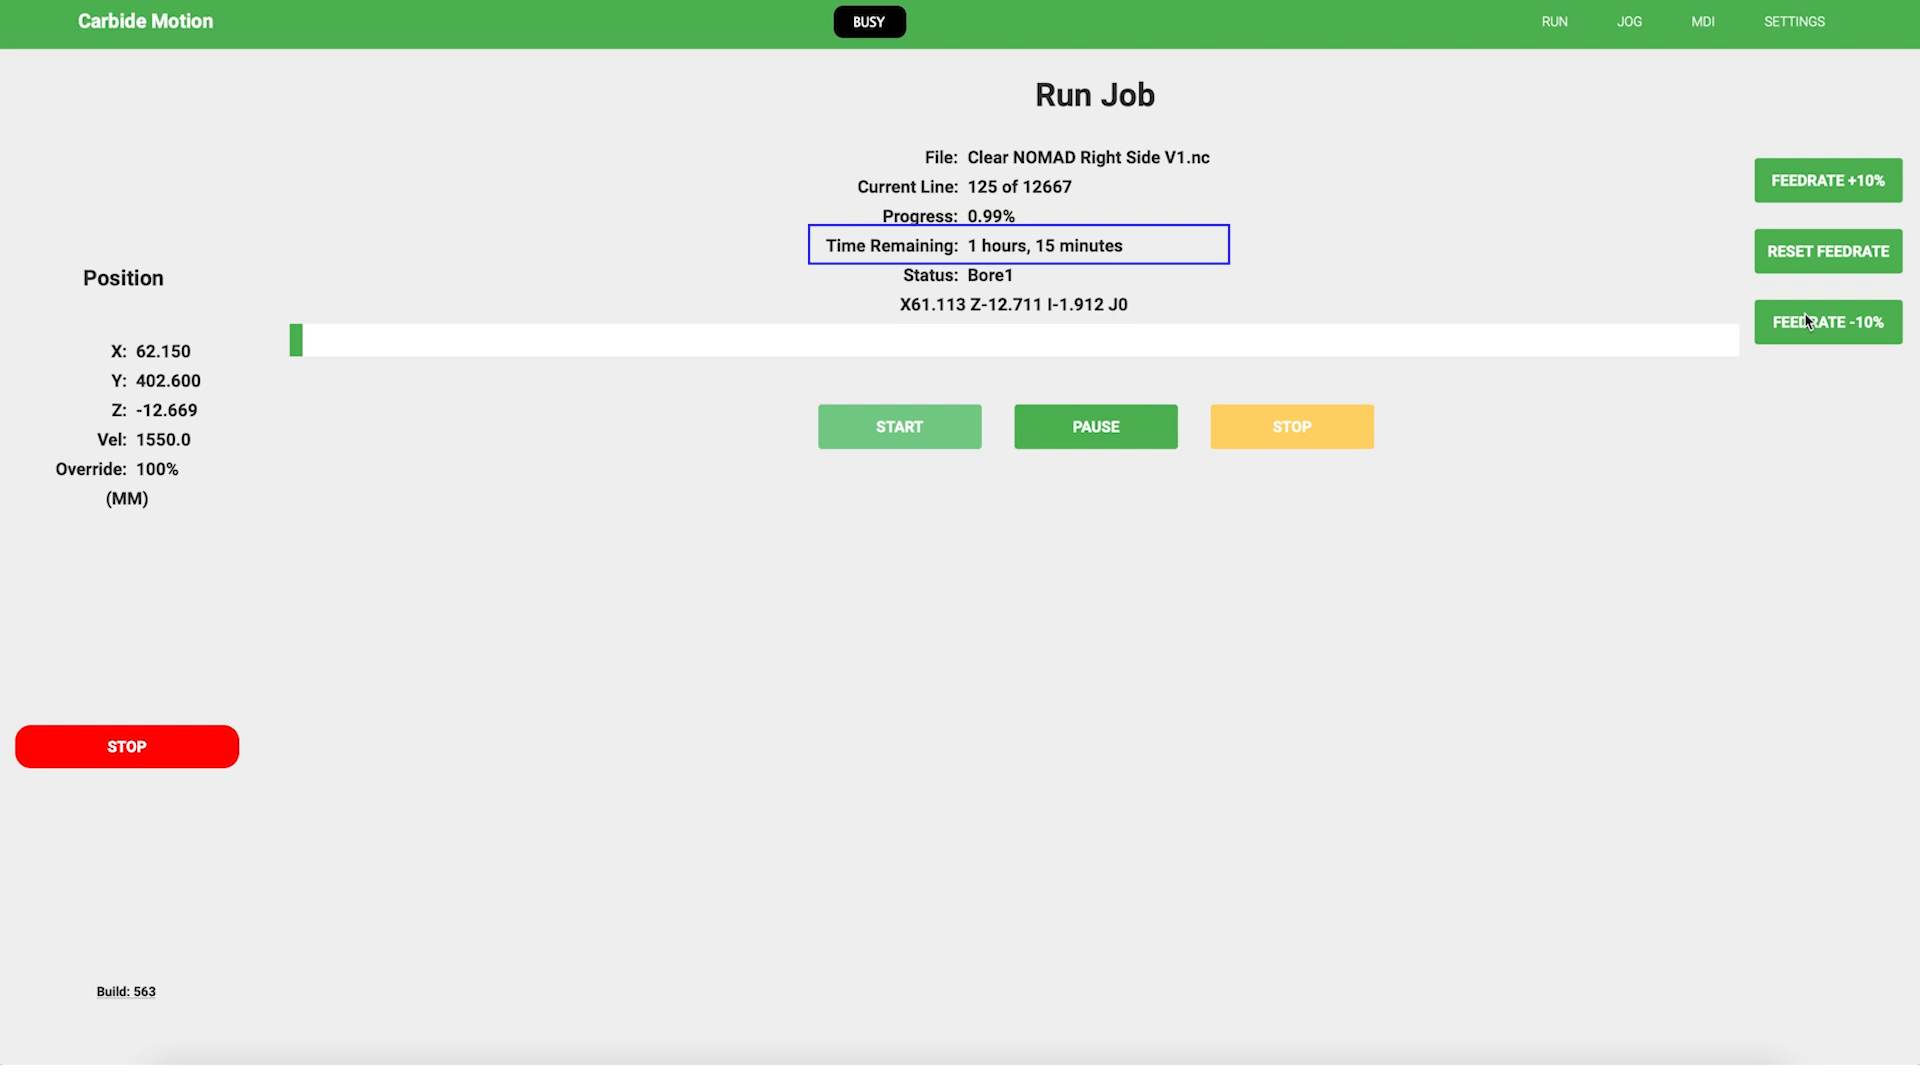 Carbide Motion
BUSY
RUN
JOG
MDI
SETTINGS
Run Job
File: Clear NOMAD Right Side V1.nc
Current Line: 125 of 12667
Progress: 0.99%
Time Remaining: 1 hours, 15 minutes
Status: Bore1
X61.113 Z-12.711 I-1.912 J0
FEEDRATE +10%
RESET FEEDRATE
FEEDRATE -10%
Position
X: 62.150
Y: 402.600
Z: -12.669
Vel: 1550.0
Override: 100%
(MM)
START
PAUSE
STOP
STOP
Build: 563